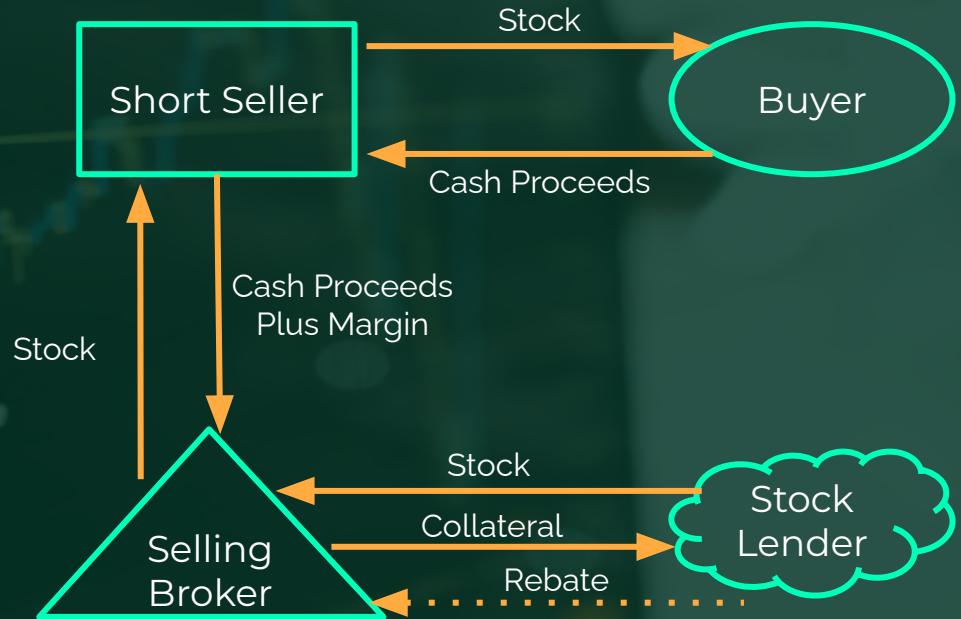 Stock
Short Seller
Buyer
Cash Proceeds
Cash Proceeds
Plus Margin
Stock
Stock
Stock
Lender
Collateral
Selling
Broker
Rebate